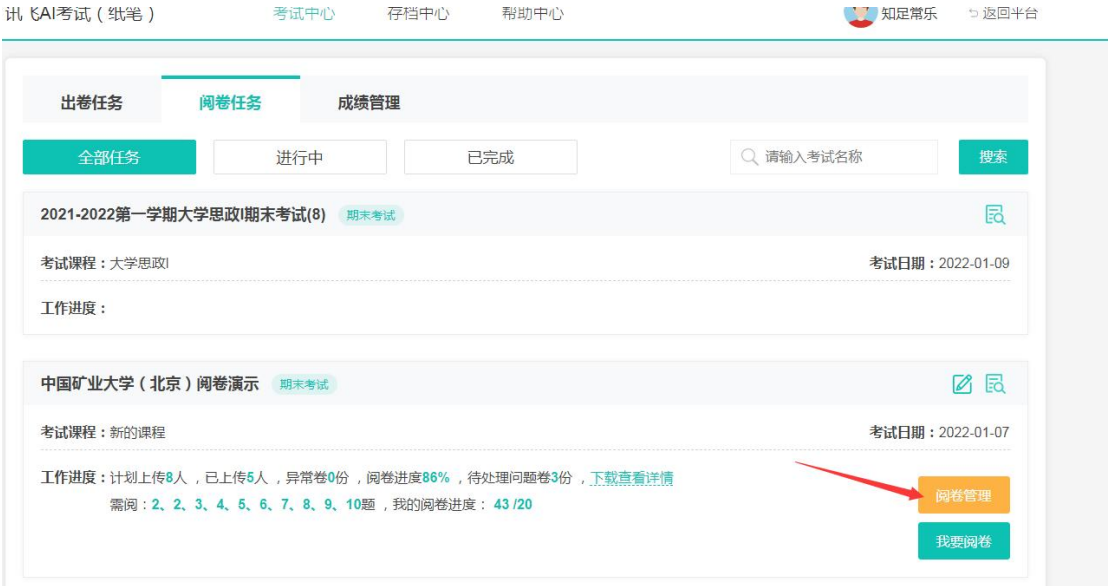 讯飞AI考试（纸笔） 考试中心 存档中心 帮助中心 知足常乐 返回平台
出卷任务 阅卷任务 成绩管理
全部任务 进行中 已完成 请输入考试名称 搜索
2021-2022第一学期大学思政I期末考试(8) 期末考试
考试课程：大学思政I 考试日期：2022-01-09
工作进度：
中国矿业大学（北京）阅卷演示 期末考试
考试课程：新的课程 考试日期：2022-01-07
工作进度：计划上传8人，已上传5人，异常卷0份，阅卷进度86%，待处理问题卷3份，下载查看详情
需阅：2、2、3、4、5、6、7、8、9、10题，我的阅卷进度： 43 /20
阅卷管理
我要阅卷